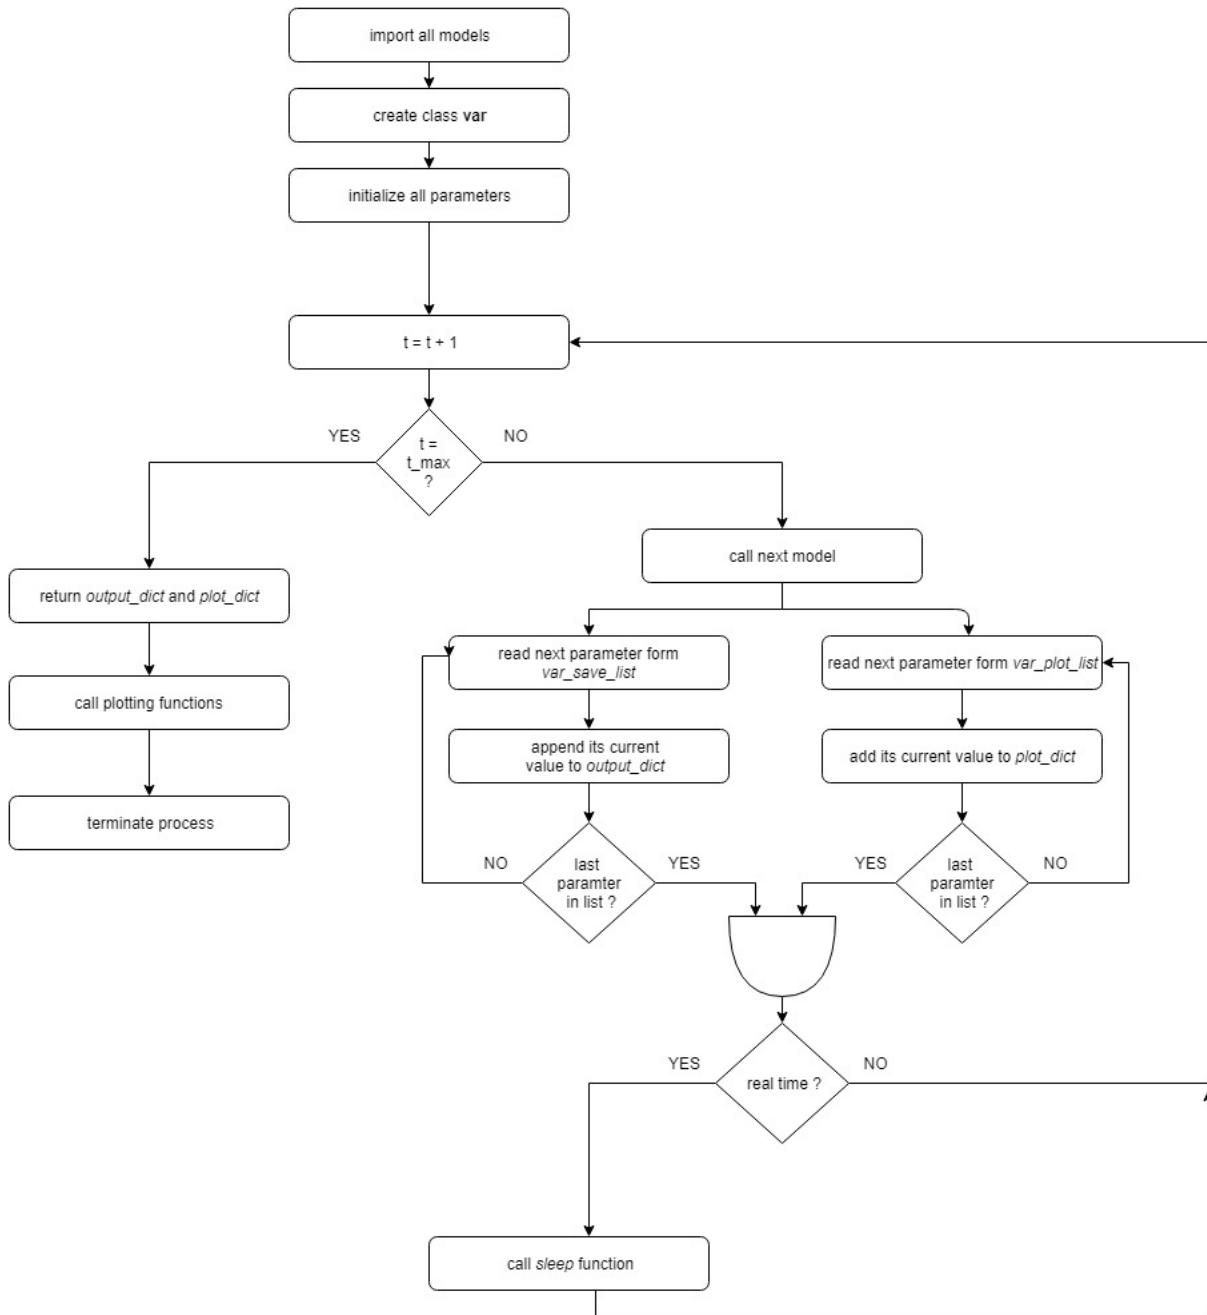 import all models
create class var
initialize all parameters
t = t + 1
YES
t =
t_max
?
NO
call next model
return output_dict and plot_dict
call plotting functions
terminate process
read next parameter form
var_save_list
read next parameter form var_plot_list
append its current
value to output_dict
add its current value to plot_dict
NO
last
paramter
in list ?
YES
YES
last
paramter
in list ?
NO
YES
real time ?
NO
call sleep function